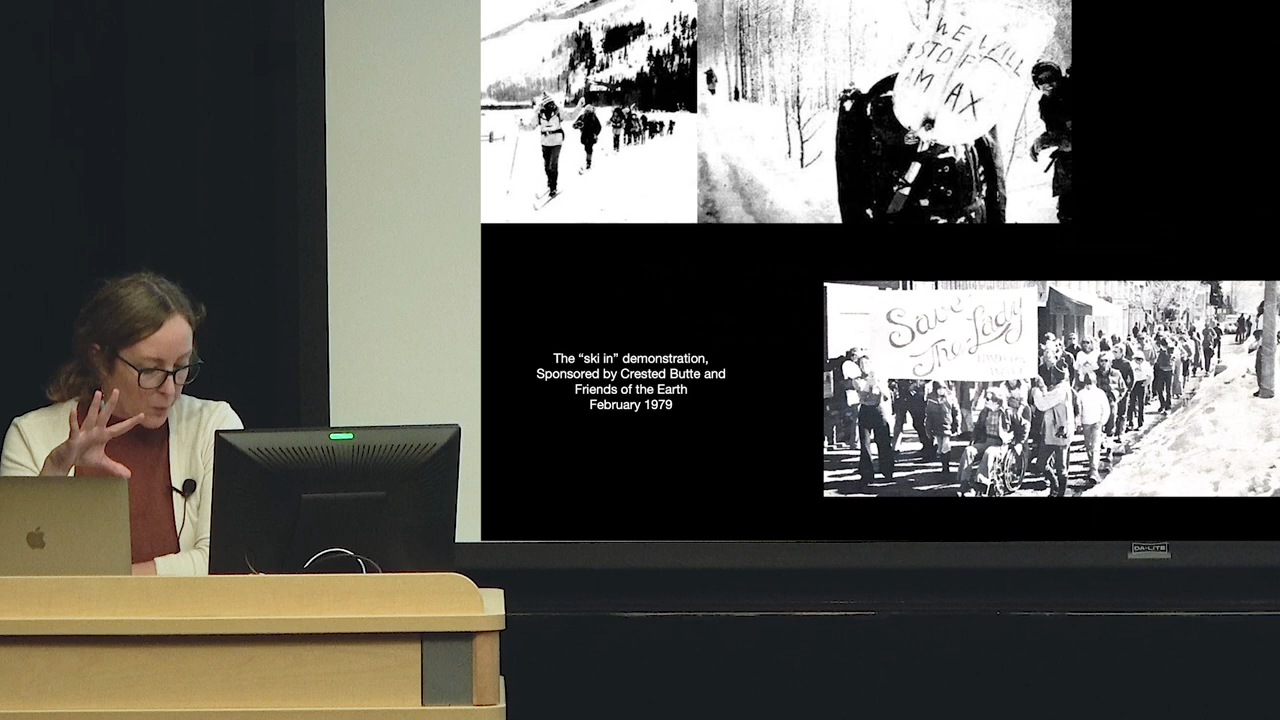 WE WILL
STOP
AMAX
Save
The Lady
The “ski in” demonstration,
Sponsored by Crested Butte and
Friends of the Earth
February 1979
DA-LITE